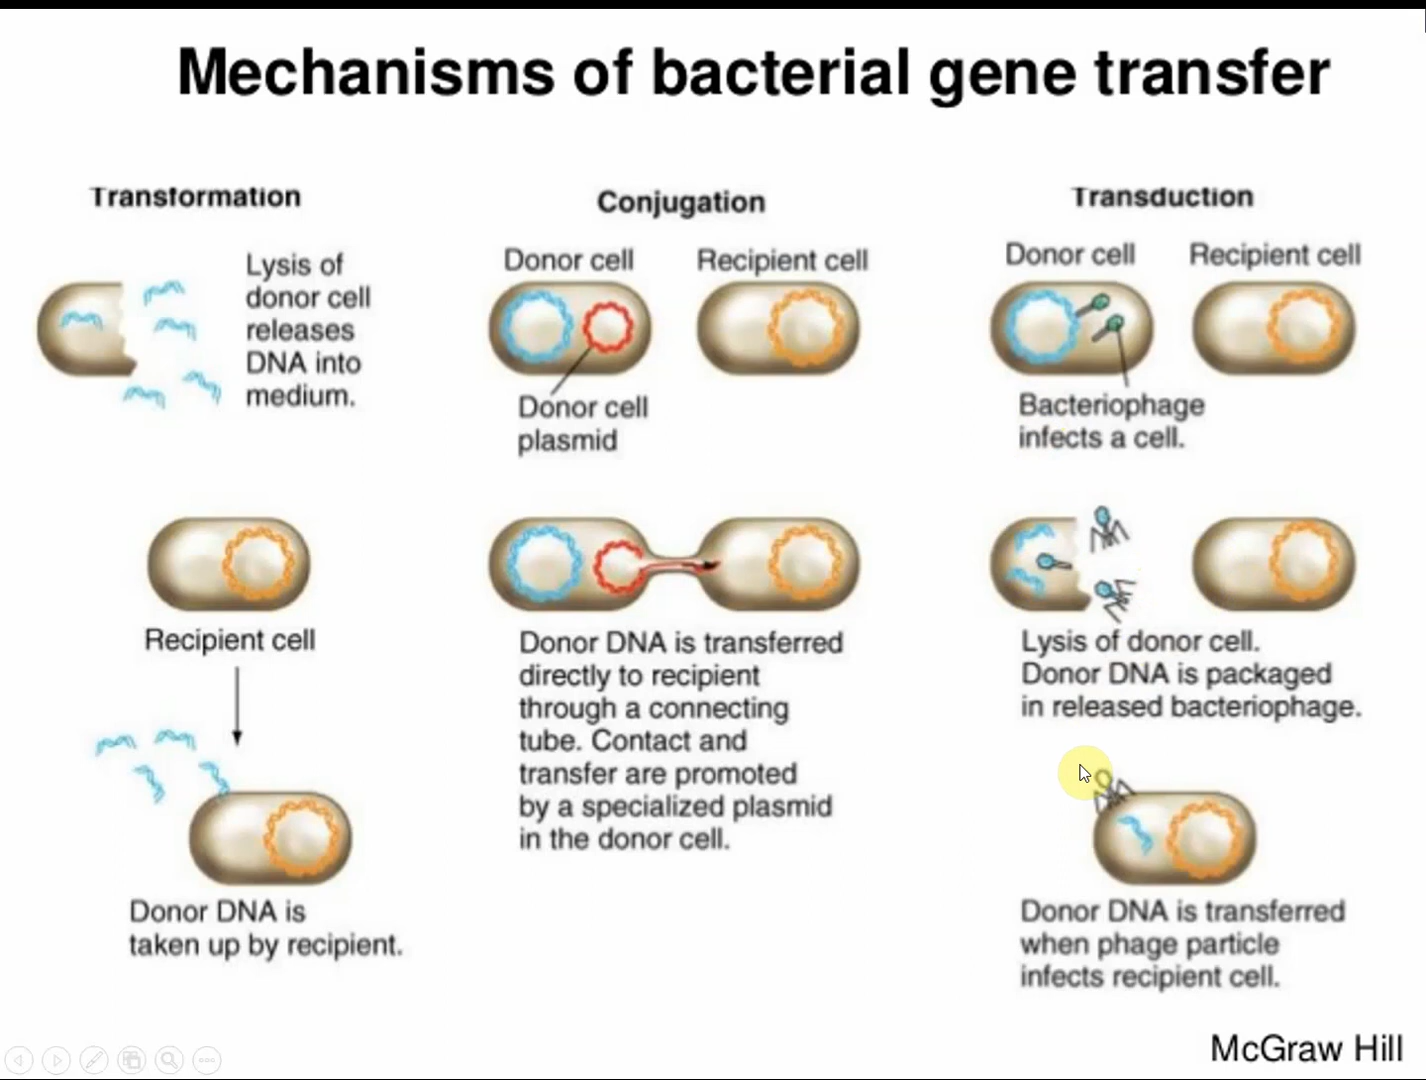 Mechanisms of bacterial gene transfer
Transformation
Lysis of
donor cell
releases
DNA into
medium.
Recipient cell
Donor DNA is
taken up by recipient.
Conjugation
Donor cell
Recipient cell
Donor cell
plasmid
Donor DNA is transferred
directly to recipient
through a connecting
tube. Contact and
transfer are promoted
by a specialized plasmid
in the donor cell.
Transduction
Donor cell
Recipient cell
Bacteriophage
infects a cell.
Lysis of donor cell.
Donor DNA is packaged
in released bacteriophage.
Donor DNA is transferred
when phage particle
infects recipient cell.
McGraw Hill